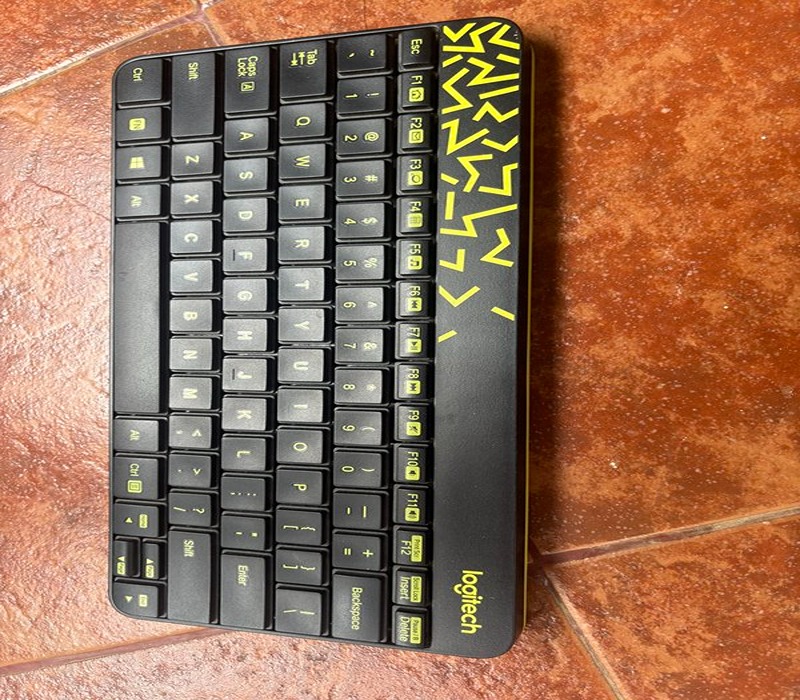 logitech
Esc F1 F2 F3 F4 F5 F6 F7 F8 F9 F10 F11 F12 Insert Delete
~ ! @ # $ % ^ & * ( ) _ + Backspace
` 1 2 3 4 5 6 7 8 9 0 - =
Tab Q W E R T Y U I O P { [ } ] | \
Caps Lock A S D F G H J K L : ; " ' Enter
Shift Z X C V B N M < , > . ? / Shift
Ctrl FN Alt Alt Ctrl